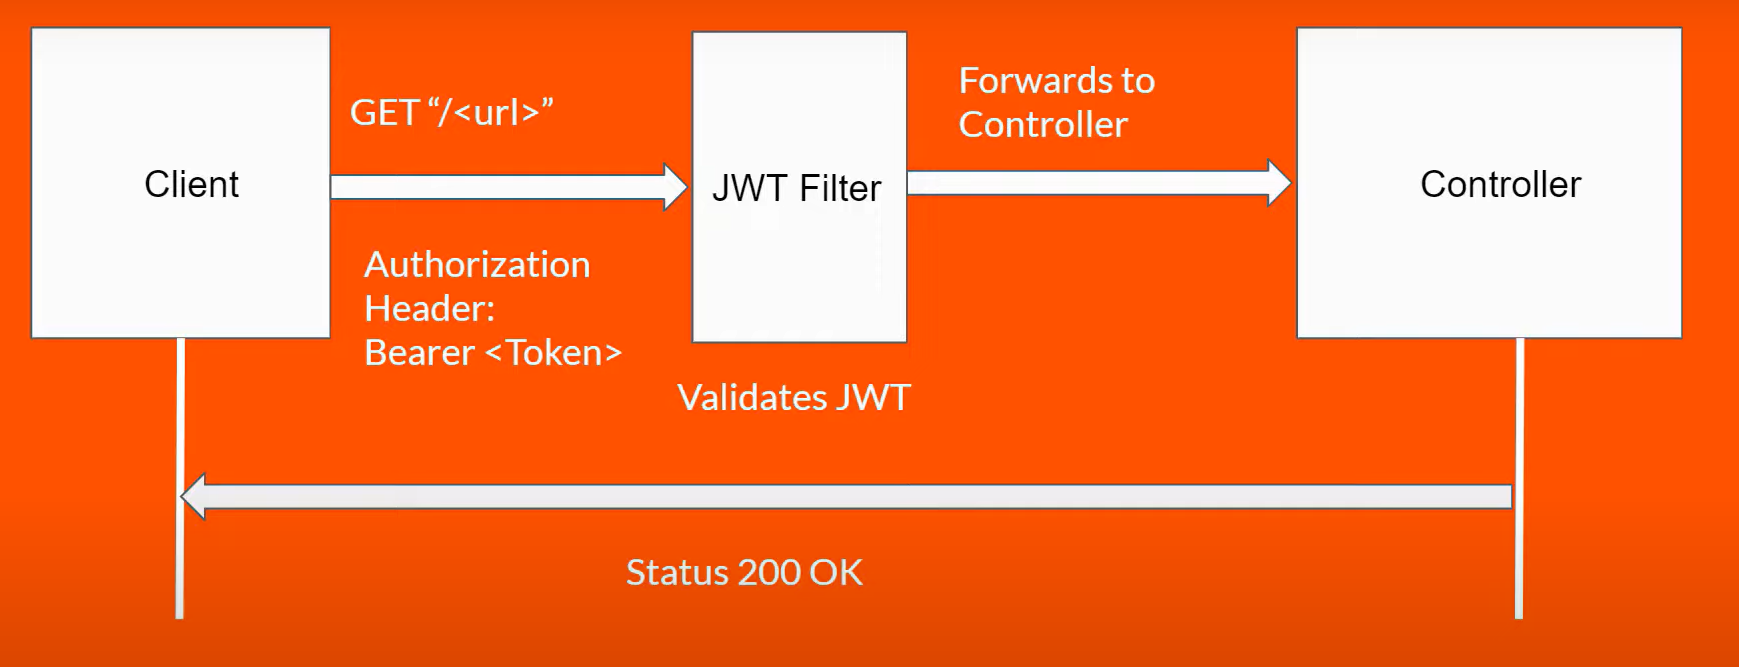 Client
GET “/<url>”
Authorization
Header:
Bearer <Token>
JWT Filter
Validates JWT
Forwards to
Controller
Controller
Status 200 OK